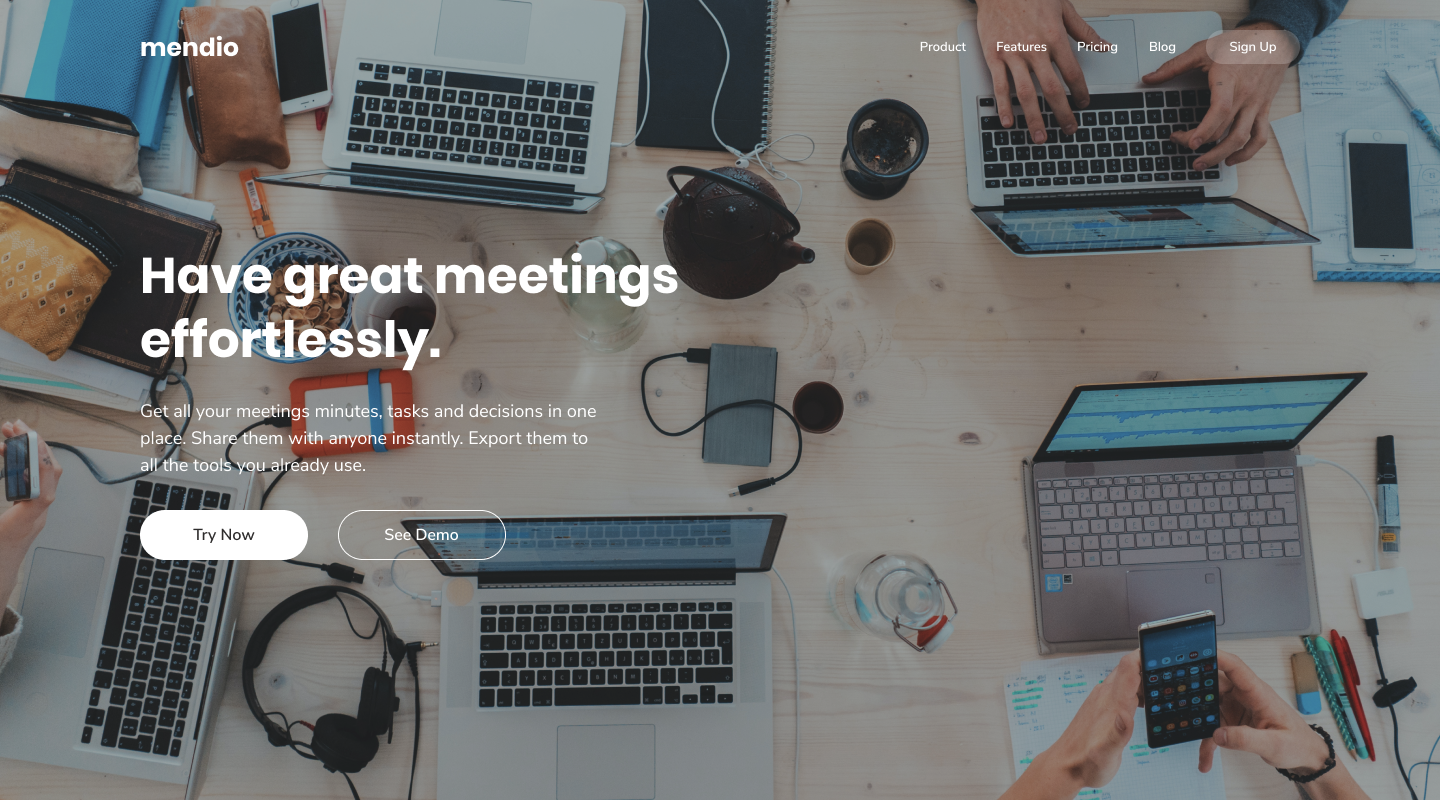 mendio
Product Features Pricing Blog Sign Up
Have great meetings
effortlessly.
Get all your meetings minutes, tasks and decisions in one
place. Share them with anyone instantly. Export them to
all the tools you already use.
Try Now See Demo